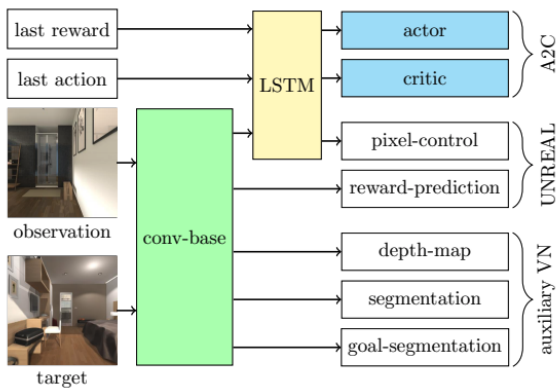 last reward
last action
observation
target
conv-base
LSTM
actor
critic
pixel-control
reward-prediction
depth-map
segmentation
goal-segmentation
A2C
UNREAL
auxiliary VN